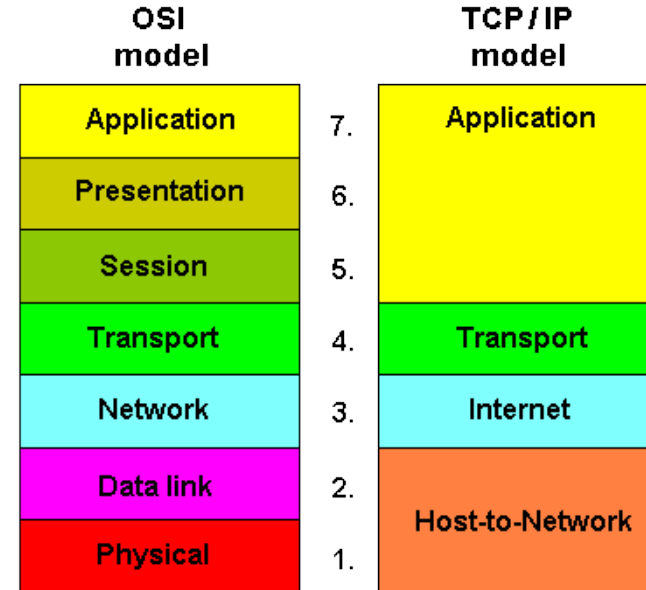 OSI
model
TCP/IP
model
Application
7.
Application
Presentation
6.
Session
5.
Transport
4.
Transport
Network
3.
Internet
Data link
2.
Host-to-Network
Physical
1.